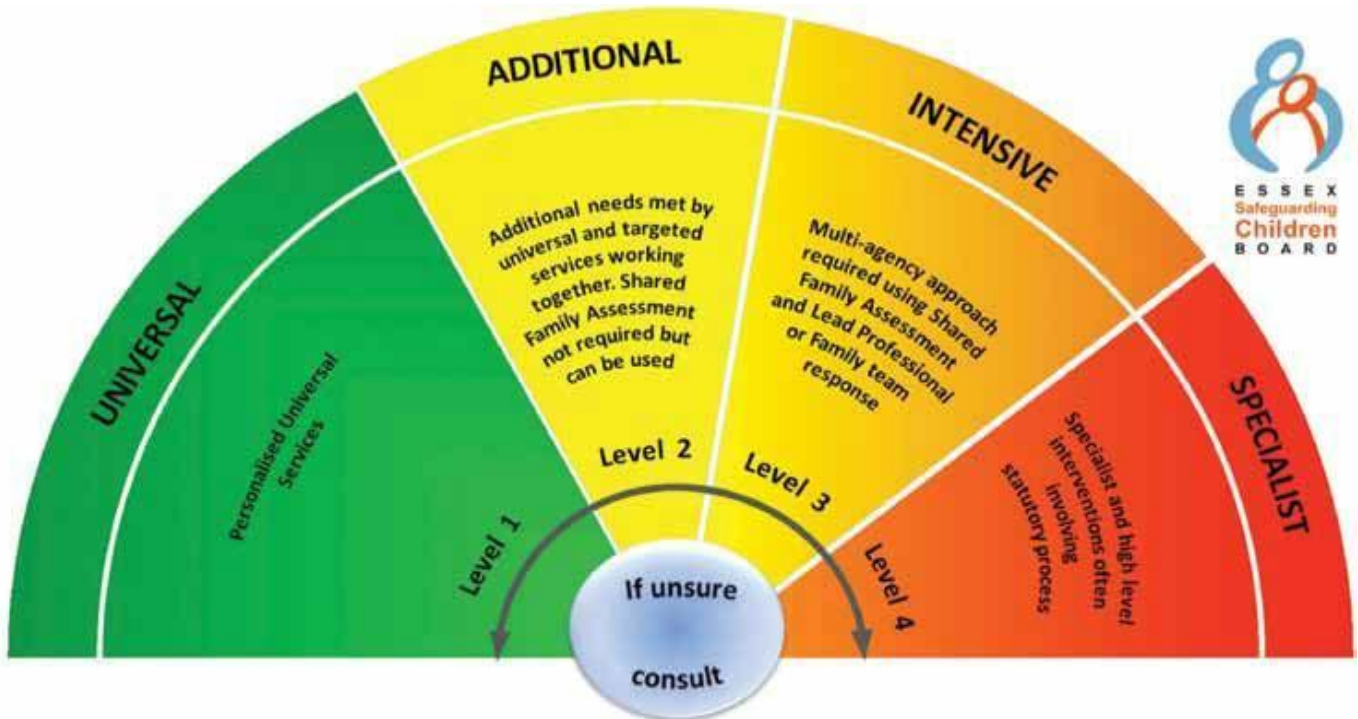 UNIVERSAL
Personalised Universal
Services
Level 1
ADDITIONAL
Additional needs met by
universal and targeted
services working
together. Shared
Family Assessment
not required but
can be used
Level 2
INTENSIVE
Multi-agency approach
required using Shared
Family Assessment
and Lead Professional
or Family team
response
Level 3
SPECIALIST
Specialist and high level
interventions often
involving
statutory process
Level 4
If unsure
consult
ESSEX
Safeguarding
Children
BOARD